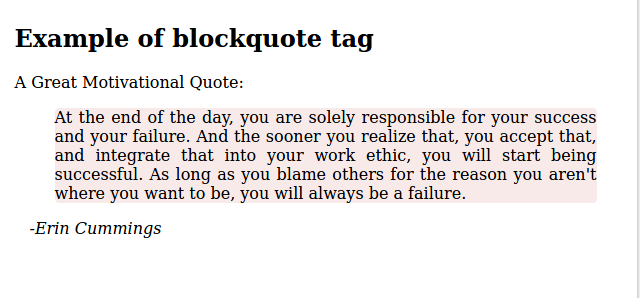 Example of blockquote tag
A Great Motivational Quote:
At the end of the day, you are solely responsible for your success
and your failure. And the sooner you realize that, you accept that,
and integrate that into your work ethic, you will start being
successful. As long as you blame others for the reason you aren't
where you want to be, you will always be a failure.
-Erin Cummings